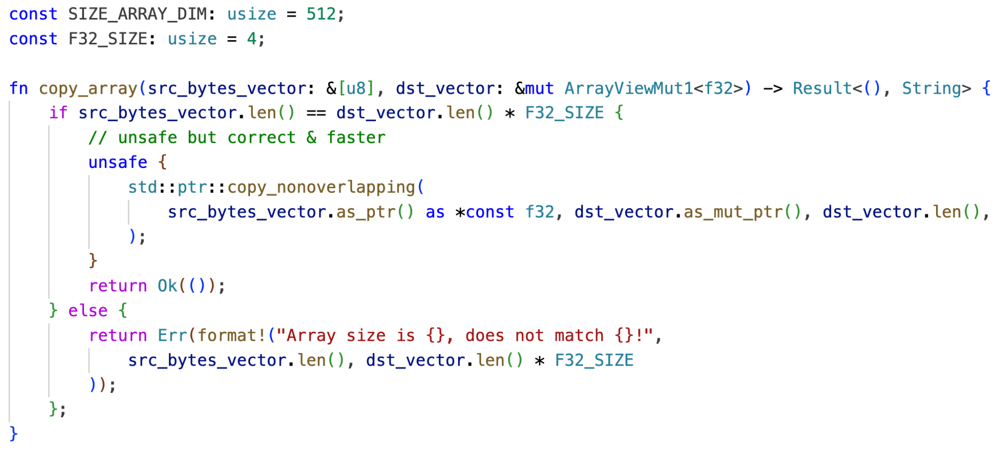 const SIZE_ARRAY_DIM: usize = 512;
const F32_SIZE: usize = 4;

fn copy_array(src_bytes_vector: &[u8], dst_vector: &mut ArrayViewMut1<f32>) -> Result<(), String> {
    if src_bytes_vector.len() == dst_vector.len() * F32_SIZE {
        // unsafe but correct & faster
        unsafe {
            std::ptr::copy_nonoverlapping(
                src_bytes_vector.as_ptr() as *const f32, dst_vector.as_mut_ptr(), dst_vector.len(),
            );
        }
        return Ok(());
    } else {
        return Err(format!("Array size is {}, does not match {}!",
            src_bytes_vector.len(), dst_vector.len() * F32_SIZE
        ));
    };
}